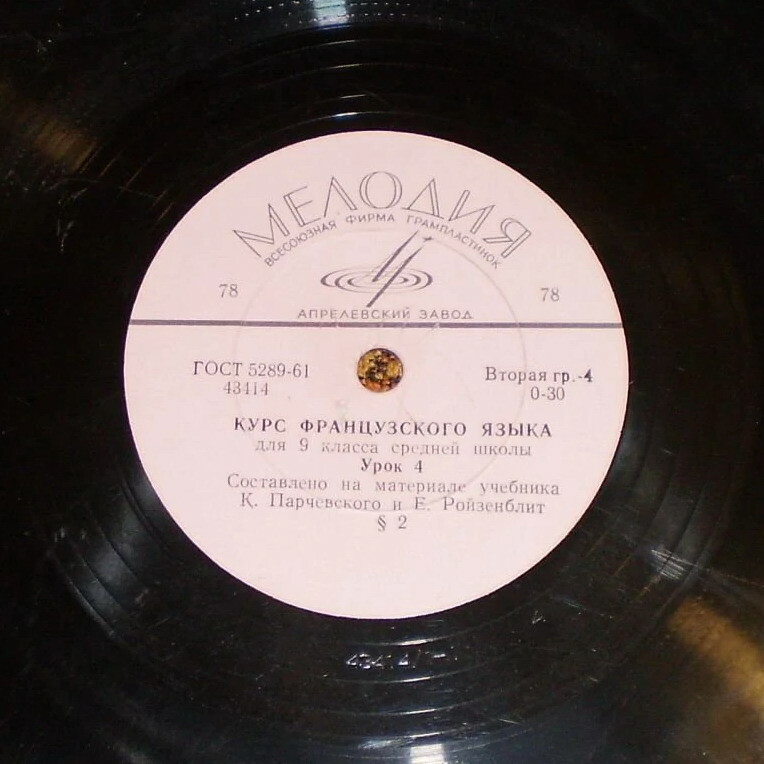 МЕЛОДИЯ
ВСЕСОЮЗНАЯ ФИРМА ГРАМПЛАСТИНОК
78 78
АПРЕЛЕВСКИЙ ЗАВОД
ГОСТ 5289-61 Вторая гр.-4
43414 0-30
КУРС ФРАНЦУЗСКОГО ЯЗЫКА
для 9 класса средней школы
Урок 4
Составлено на материале учебника
К. Парчевского и Е. Ройзенблит
§ 2